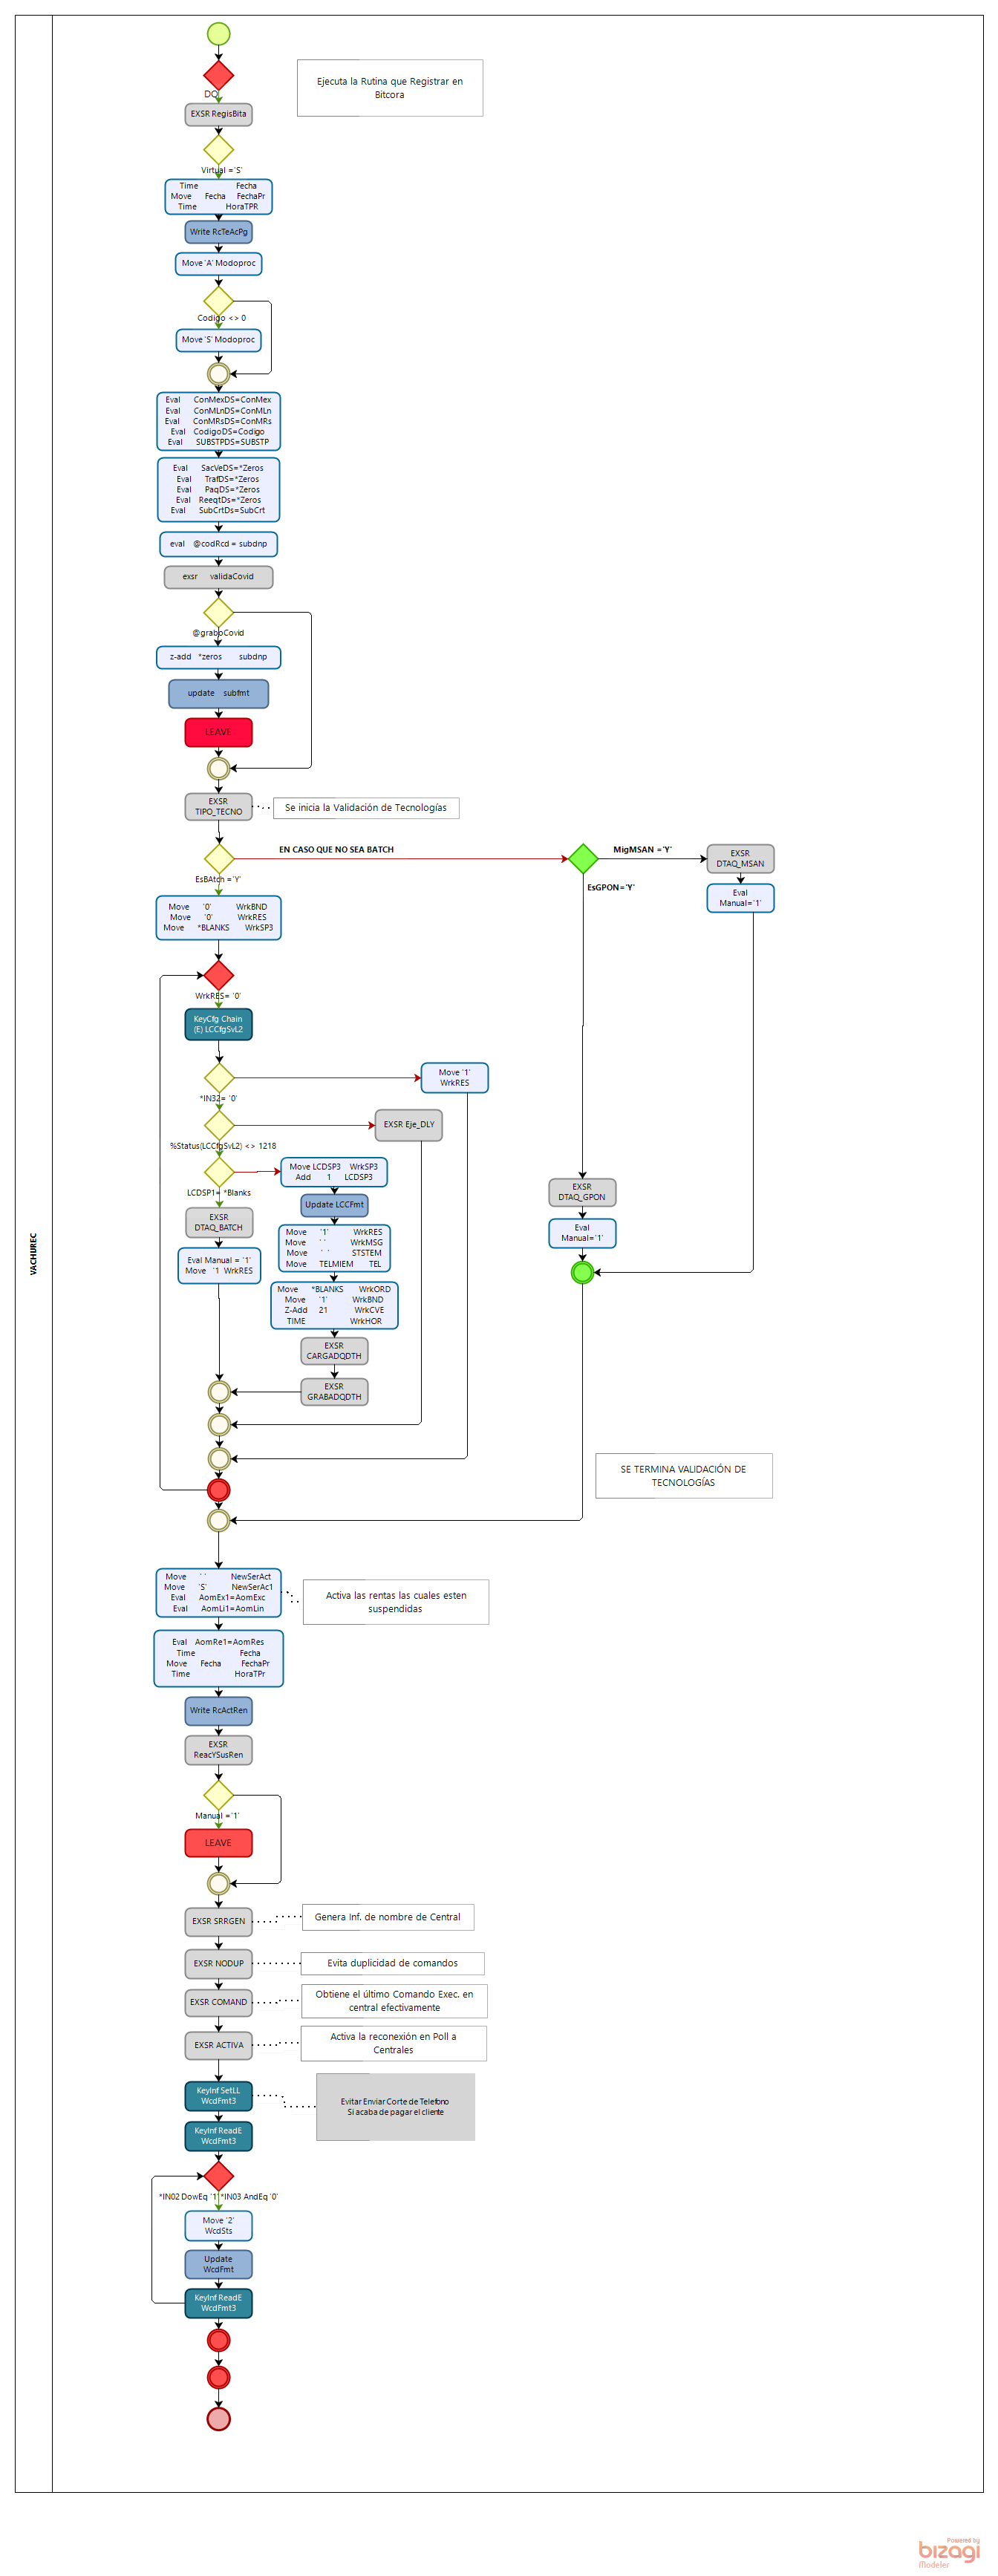 VACHUREC
DO
Ejecuta la Rutina que Registrar en
Bitcora
EXSR RegisBita
Virtual ='S'
Time Fecha
Move Fecha FechaPr
Time HoraTPR
Write RcTeAcPg
Move 'A' Modoproc
Codigo <> 0
Move 'S' Modoproc
Eval ConMexDS=ConMex
Eval ConMLnDS=ConMLn
Eval ConMRsDS=ConMRs
Eval CodigoDS=Codigo
Eval SUBSTPDS=SUBSTP
Eval SacVeDS=*Zeros
Eval TrafDS=*Zeros
Eval PaqDS=*Zeros
Eval ReeqtDs=*Zeros
Eval SubCrtDs=SubCrt
eval @codRcd = subdnp
exsr validaCovid
@graboCovid
z-add *zeros subdnp
update subfmt
LEAVE
EXSR
TIPO_TECNO
Se inicia la Validación de Tecnologías
EsBAtch ='Y'
EN CASO QUE NO SEA BATCH
MigMSAN ='Y'
EsGPON='Y'
EXSR
DTAQ_MSAN
Eval
Manual='1'
Move '0' WrkBND
Move '0' WrkRES
Move *BLANKS WrkSP3
WrkRES= '0'
KeyCfg Chain
(E) LCCfgSvL2
*IN32= '0'
Move '1'
WrkRES
%Status(LCCfgSvL2) <> 1218
EXSR Eje_DLY
LCDSP1= *Blanks
Move LCDSP3 WrkSP3
Add 1 LCDSP3
Update LCCFmt
EXSR
DTAQ_BATCH
Eval Manual = '1'
Move '1 WrkRES
Move '1' WrkRES
Move ' ' WrkMSG
Move ' ' STSTEM
Move TELMIEM TEL
Move *BLANKS WrkORD
Move '1' WrkBND
Z-Add 21 WrkCVE
TIME WrkHOR
EXSR
CARGADQDTH
EXSR
GRABADQDTH
EXSR
DTAQ_GPON
Eval
Manual='1'
SE TERMINA VALIDACIÓN DE
TECNOLOGÍAS
Move ' ' NewSerAct
Move 'S' NewSerAc1
Eval AomEx1=AomExc
Eval AomLi1=AomLin
Activa las rentas las cuales esten
suspendidas
Eval AomRe1=AomRes
Time Fecha
Move Fecha FechaPr
Time HoraTPr
Write RcActRen
EXSR
ReacYSusRen
Manual ='1'
LEAVE
EXSR SRRGEN
Genera Inf. de nombre de Central
EXSR NODUP
Evita duplicidad de comandos
EXSR COMAND
Obtiene el último Comando Exec. en
central efectivamente
EXSR ACTIVA
Activa la reconexión en Poll a
Centrales
KeyInf SetLL
WcdFmt3
Evitar Enviar Corte de Telefono
Si acaba de pagar el cliente
KeyInf ReadE
WcdFmt3
*IN02 DowEq '1' *IN03 AndEq '0'
Move '2'
WcdSts
Update
WcdFmt
KeyInf ReadE
WcdFmt3
Powered by
bizagi
Modeler